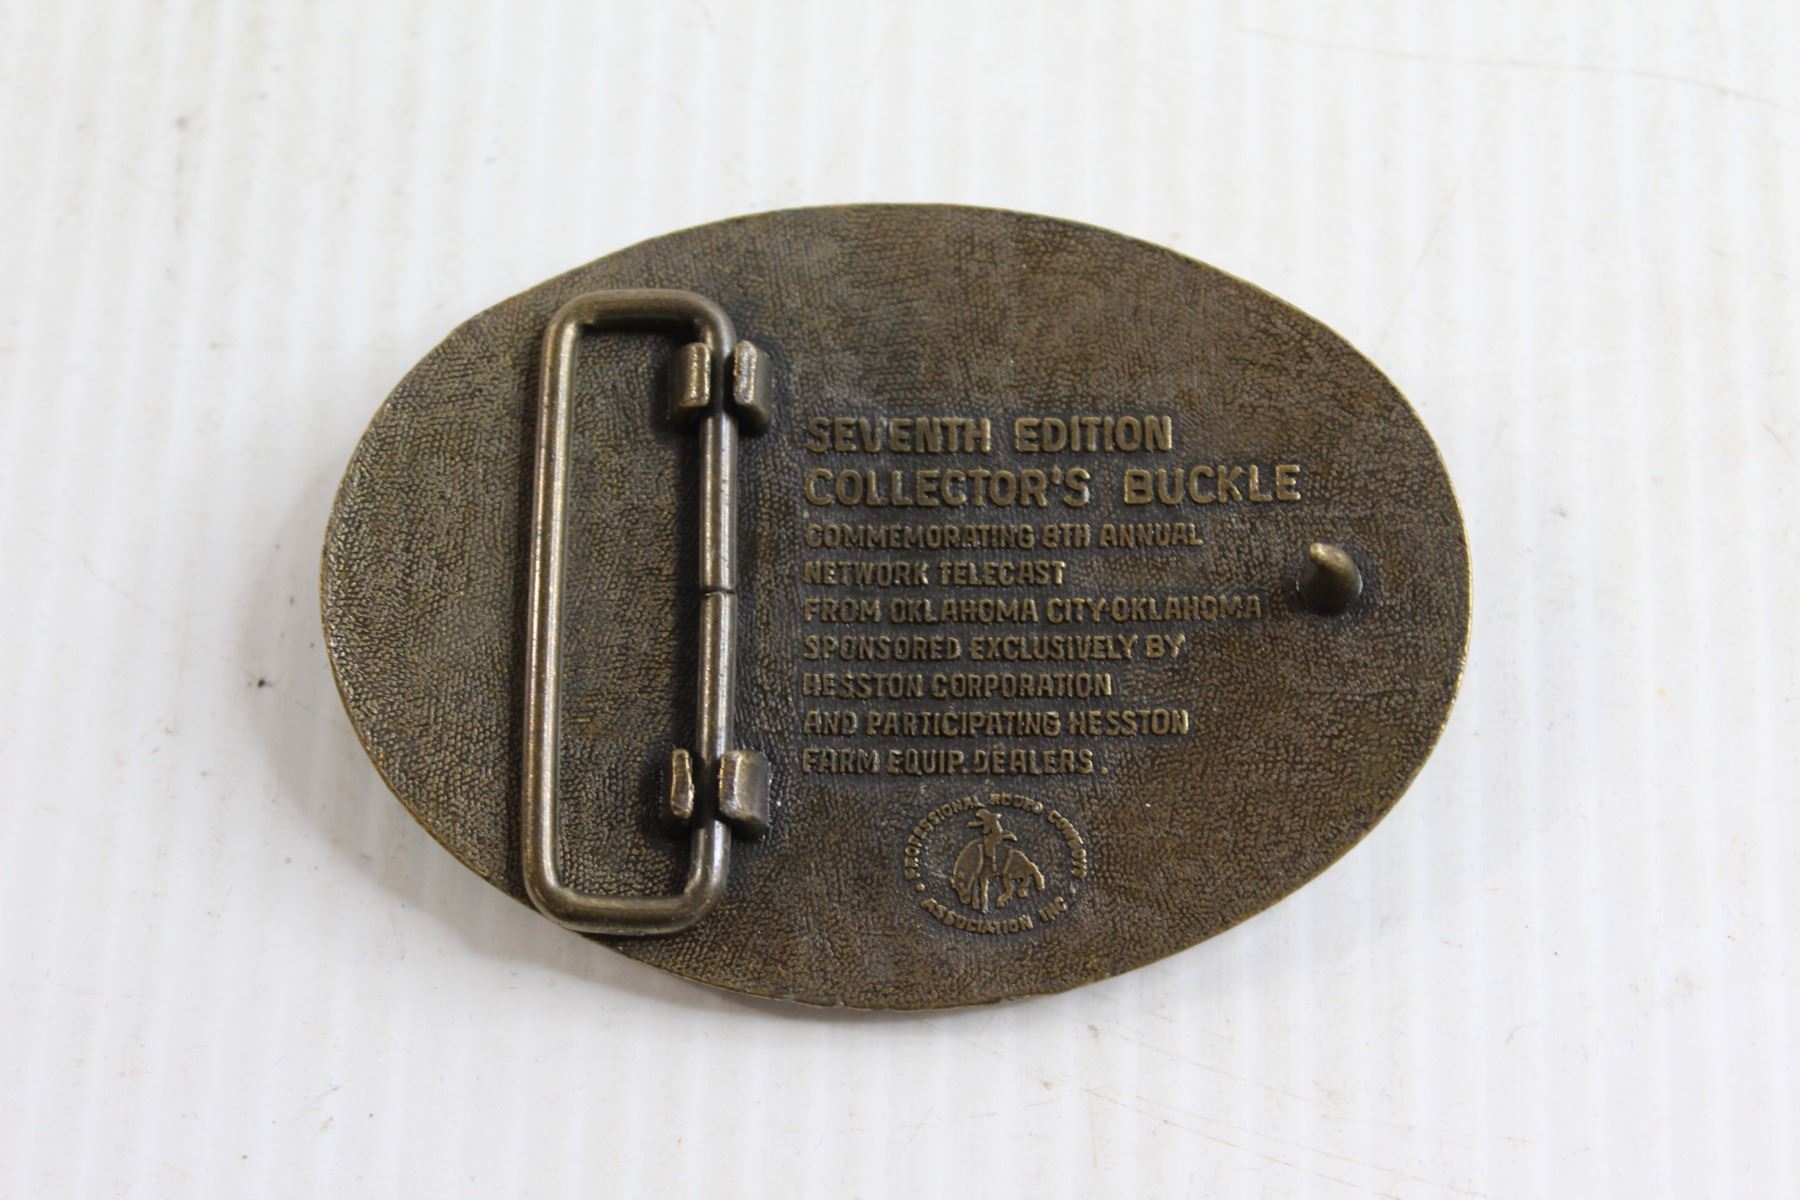 SEVENTH EDITION
COLLECTOR'S BUCKLE
COMMEMORATING 8TH ANNUAL
NETWORK TELECAST
FROM OKLAHOMA CITY·OKLAHOMA
SPONSORED EXCLUSIVELY BY
HESSTON CORPORATION
AND PARTICIPATING HESSTON
FARM EQUIP. DEALERS.
PROFESSIONAL RODEO COWBOYS
ASSOCIATION INC.